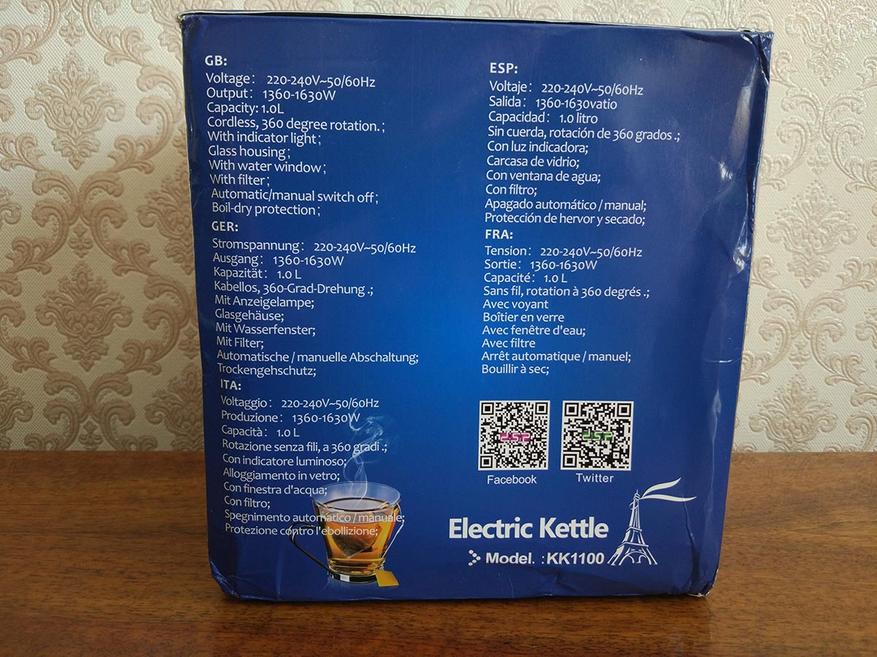 GB:
Voltage: 220-240V~50/60Hz
Output: 1360-1630W
Capacity: 1.0L
Cordless, 360 degree rotation.;
With indicator light;
Glass housing;
With water window;
With filter;
Automatic/manual switch off;
Boil-dry protection;
GER:
Stromspannung: 220-240V~50/60Hz
Ausgang: 1360-1630W
Kapazität: 1.0 L
Kabellos, 360-Grad-Drehung .;
Mit Anzeigelampe;
Glasgehäuse;
Mit Wasserfenster;
Mit Filter;
Automatische / manuelle Abschaltung;
Trockengehschutz;
ITA:
Voltaggio: 220-240V~50/60Hz
Produzione: 1360-1630W
Capacità: 1.0 L
Rotazione senza fili, a 360 gradi .;
Con indicatore luminoso;
Alloggiamento in vetro;
Con finestra d'acqua;
Con filtro;
Spegnimento automatico / manuale;
Protezione contro l'ebollizione;
ESP:
Voltaje: 220-240V~50/60Hz
Salida: 1360-1630vatio
Capacidad: 1.0 litro
Sin cuerda, rotación de 360 grados .;
Con luz indicadora;
Carcasa de vidrio;
Con ventana de agua;
Con filtro;
Apagado automático / manual;
Protección de hervor y secado;
FRA:
Tension: 220-240V~50/60Hz
Sortie: 1360-1630W
Capacité: 1.0 L
Sans fil, rotation à 360 degrés .;
Avec voyant
Boîtier en verre
Avec fenêtre d'eau;
Avec filtre
Arrêt automatique / manuel;
Bouillir à sec;
Facebook
Twitter
Electric Kettle
Model. :KK1100